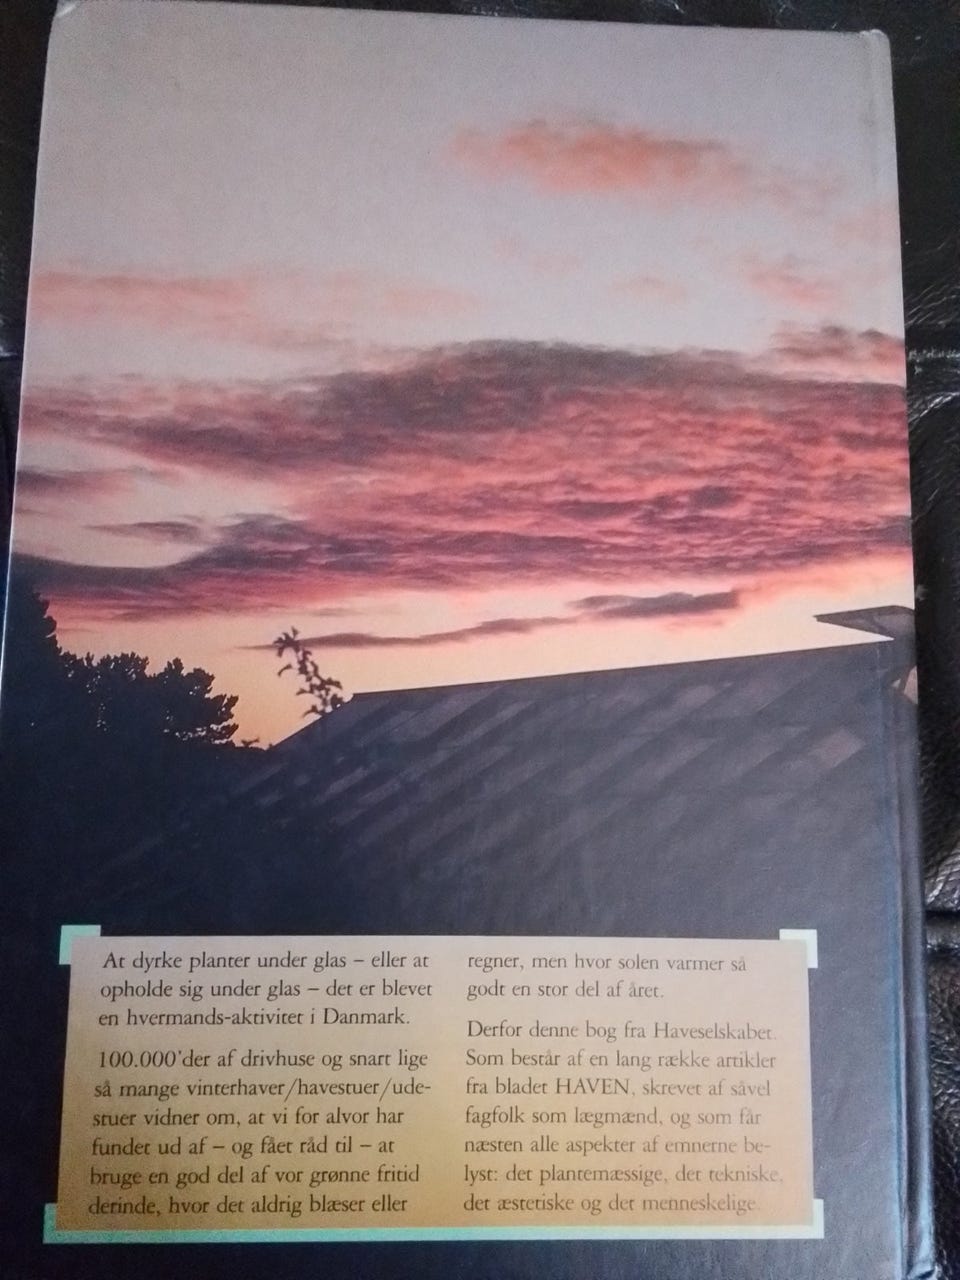 At dyrke planter under glas – eller at
opholde sig under glas – det er blevet
en hvermands-aktivitet i Danmark.
100.000'der af drivhuse og snart lige
så mange vinterhaver/havestuer/ude-
stuer vidner om, at vi for alvor har
fundet ud af – og fået råd til – at
bruge en god del af vor grønne fritid
derinde, hvor det aldrig blæser eller
regner, men hvor solen varmer så
godt en stor del af året.
Derfor denne bog fra Haveselskabet.
Som består af en lang række artikler
fra bladet HAVEN, skrevet af såvel
fagfolk som lægmænd, og som får
næsten alle aspekter af emnerne be-
lyst: det plantemæssige, det tekniske,
det æstetiske og det menneskelige.